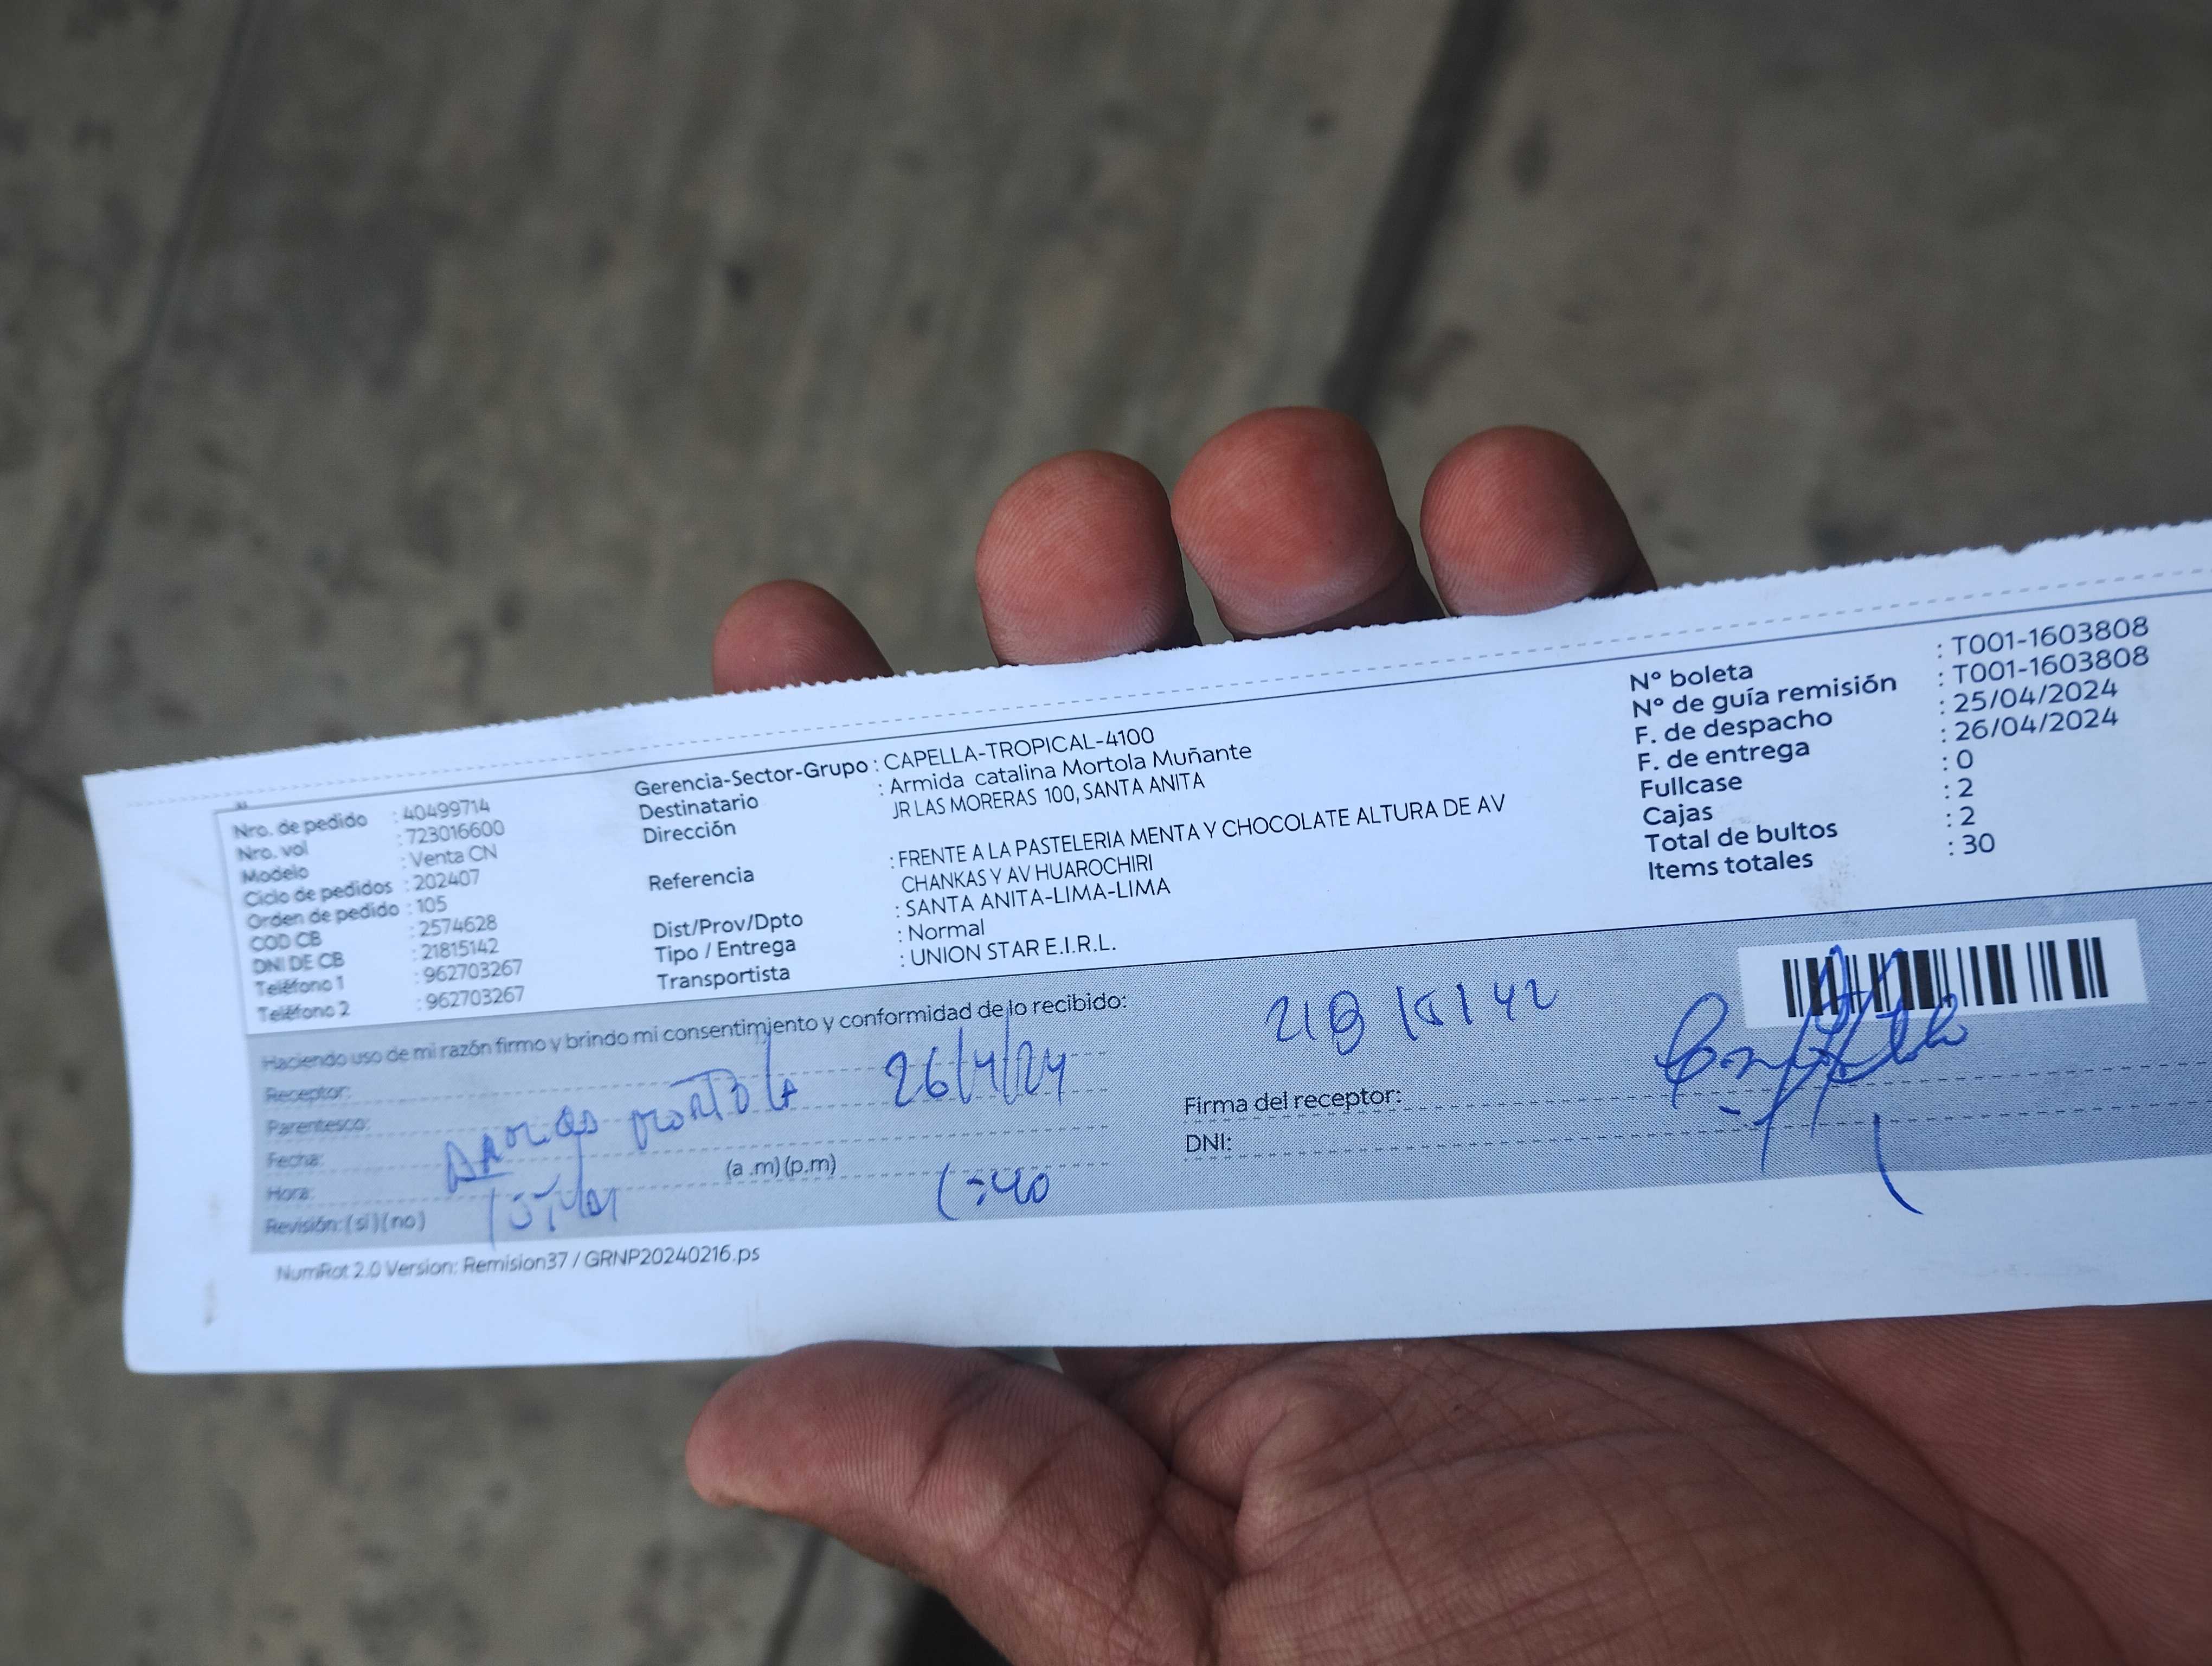 Nro. de pedido : 40499714
Nro. vol : 723016600
Modelo : Venta CN
Ciclo de pedidos : 202407
Orden de pedido : 105
COD CB : 2574628
DNI DE CB : 21815142
Teléfono 1 : 962703267
Teléfono 2 : 962703267
Gerencia-Sector-Grupo : CAPELLA-TROPICAL-4100
Destinatario : Armida catalina Mortola Muñante
Dirección JR LAS MORERAS 100, SANTA ANITA
Referencia : FRENTE A LA PASTELERIA MENTA Y CHOCOLATE ALTURA DE AV
CHANKAS Y AV HUAROCHIRI
Dist/Prov/Dpto : SANTA ANITA-LIMA-LIMA
Tipo / Entrega : Normal
Transportista : UNION STAR E.I.R.L.
N° boleta : T001-1603808
N° de guía remisión : T001-1603808
F. de despacho : 25/04/2024
F. de entrega : 26/04/2024
Fullcase : 0
Cajas : 2
Total de bultos : 2
Items totales : 30
Haciendo uso de mi razón firmo y brindo mi consentimiento y conformidad de lo recibido:
Receptor:
Parentesco: Mortola 26/4/24
Fecha:
Hora: (a .m) (p.m)
Revisión: (si) (no) 1:40
21815142
Firma del receptor:
DNI:
NumRot 2.0 Version: Remision37 / GRNP20240216.ps